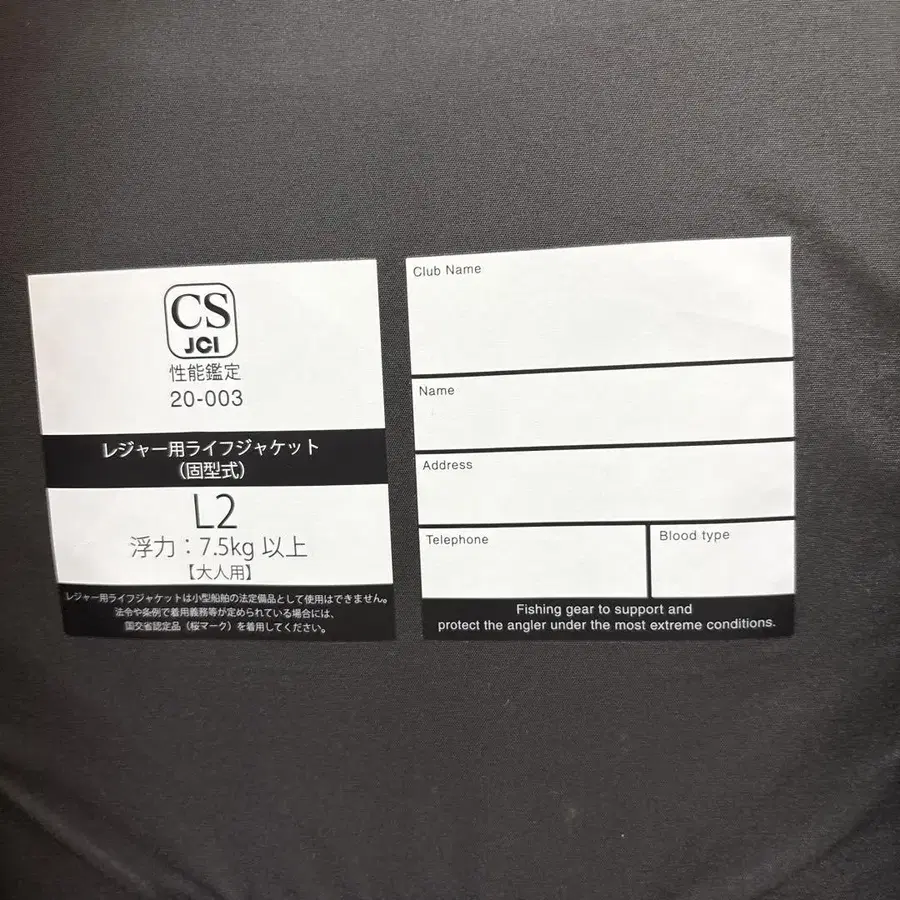 CS
JCI
性能鑑定
20-003
レジャー用ライフジャケット
(固型式)
L2
浮力：7.5kg 以上
【大人用】
レジャー用ライフジャケットは小型船舶の法定備品として使用はできません。
法令や条例で着用義務等が定められている場合には、
国交省認定品（桜マーク）を着用してください。
Club Name
Name
Address
Telephone
Blood type
Fishing gear to support and
protect the angler under the most extreme conditions.